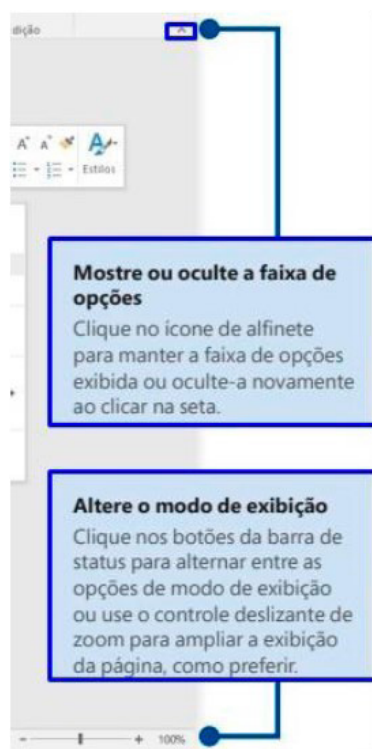 dição
A^ A^
Estilos
Mostre ou oculte a faixa de
opções
Clique no ícone de alfinete
para manter a faixa de opções
exibida ou oculte-a novamente
ao clicar na seta.
Altere o modo de exibição
Clique nos botões da barra de
status para alternar entre as
opções de modo de exibição
ou use o controle deslizante de
zoom para ampliar a exibição
da página, como preferir.
- + 100%